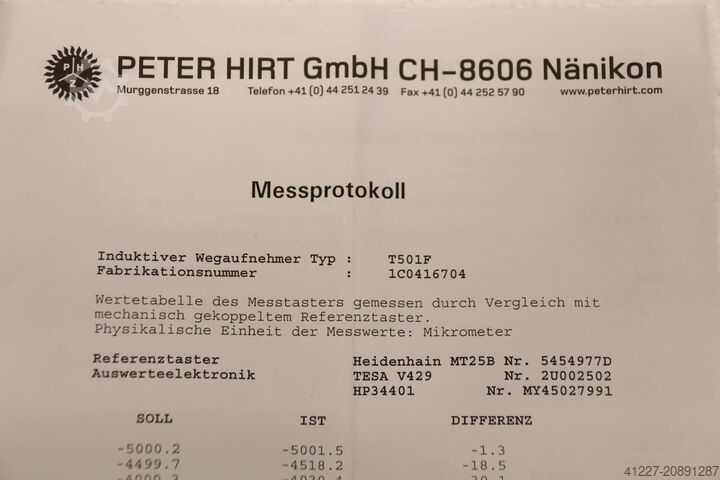 PH
PETER HIRT GmbH CH-8606 Nänikon
Murggenstrasse 18 Telefon +41 (0) 44 251 24 39 Fax +41 (0) 44 252 57 90 www.peterhirt.com
Messprotokoll
Induktiver Wegaufnehmer Typ : T501F
Fabrikationsnummer : 1C0416704
Wertetabelle des Messtasters gemessen durch Vergleich mit
mechanisch gekoppeltem Referenztaster.
Physikalische Einheit der Messwerte: Mikrometer
Referenztaster Heidenhain MT25B Nr. 5454977D
Auswerteelektronik TESA V429 Nr. 2U002502
HP34401 Nr. MY45027991
SOLL IST DIFFERENZ
-5000.2 -5001.5 -1.3
-4499.7 -4518.2 -18.5
41227-20891287